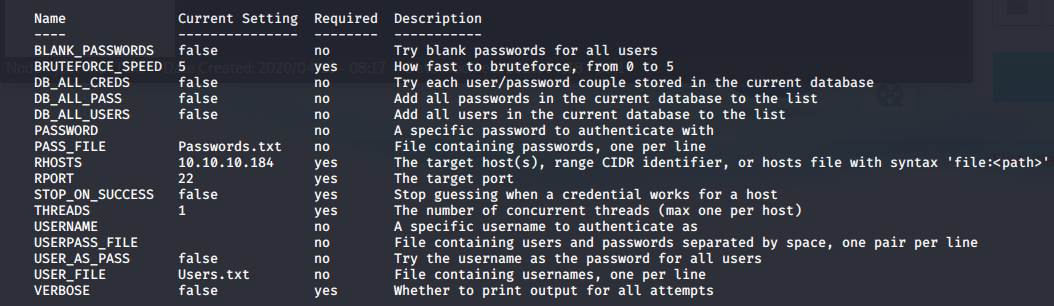 Name Current Setting Required Description
---- --------------- -------- -----------
BLANK_PASSWORDS false no Try blank passwords for all users
BRUTEFORCE_SPEED 5 yes How fast to bruteforce, from 0 to 5
DB_ALL_CREDS false no Try each user/password couple stored in the current database
DB_ALL_PASS false no Add all passwords in the current database to the list
DB_ALL_USERS false no Add all users in the current database to the list
PASSWORD no A specific password to authenticate with
PASS_FILE Passwords.txt no File containing passwords, one per line
RHOSTS 10.10.10.184 yes The target host(s), range CIDR identifier, or hosts file with syntax 'file:<path>'
RPORT 22 yes The target port
STOP_ON_SUCCESS false yes Stop guessing when a credential works for a host
THREADS 1 yes The number of concurrent threads (max one per host)
USERNAME no A specific username to authenticate as
USERPASS_FILE no File containing users and passwords separated by space, one pair per line
USER_AS_PASS false no Try the username as the password for all users
USER_FILE Users.txt no File containing usernames, one per line
VERBOSE false yes Whether to print output for all attempts